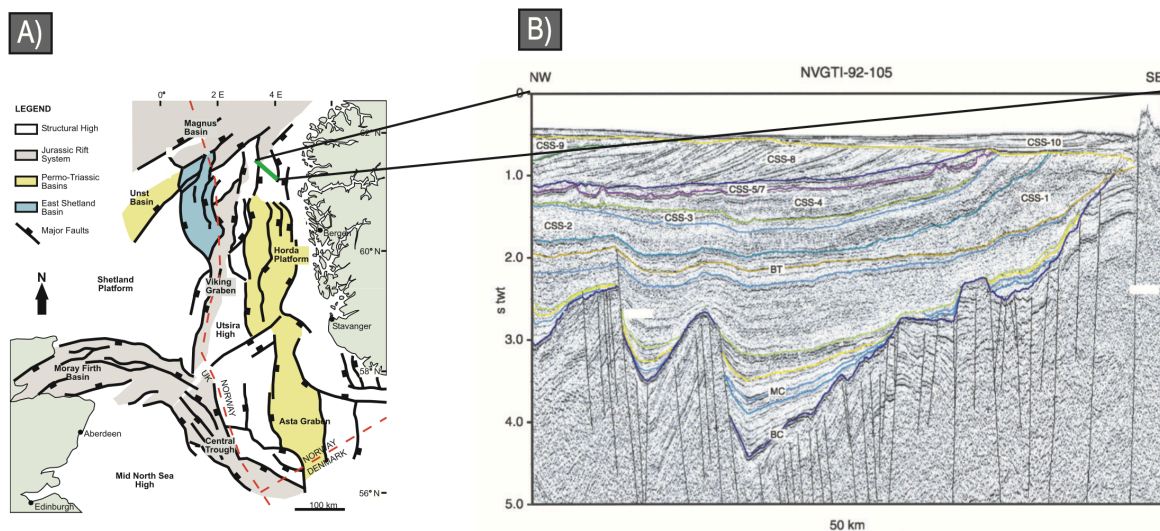 A)
B)
0°
2 E
4 E
LEGEND
Structural High
Jurassic Rift
System
Permo-Triassic
Basins
East Shetland
Basin
Major Faults
N
Magnus
Basin
62°N
Unst
Basin
Bergen
60°
Horda
Platform
Shetland
Platform
Viking
Graben
Utsira
High
Stavanger
58°
Moray Firth
Basin
UK
NORWAY
Asta Graben
Aberdeen
Central
Trough
NORWAY
DENMARK
Mid North Sea
High
56°
Edinburgh
100 km
NVGTI-92-105
NW
SE
0
1.0
2.0
3.0
4.0
5.0
s twt
CSS-9
CSS-10
CSS-8
CSS-5/7
CSS-4
CSS-1
CSS-3
CSS-2
BT
MC
BC
50 km